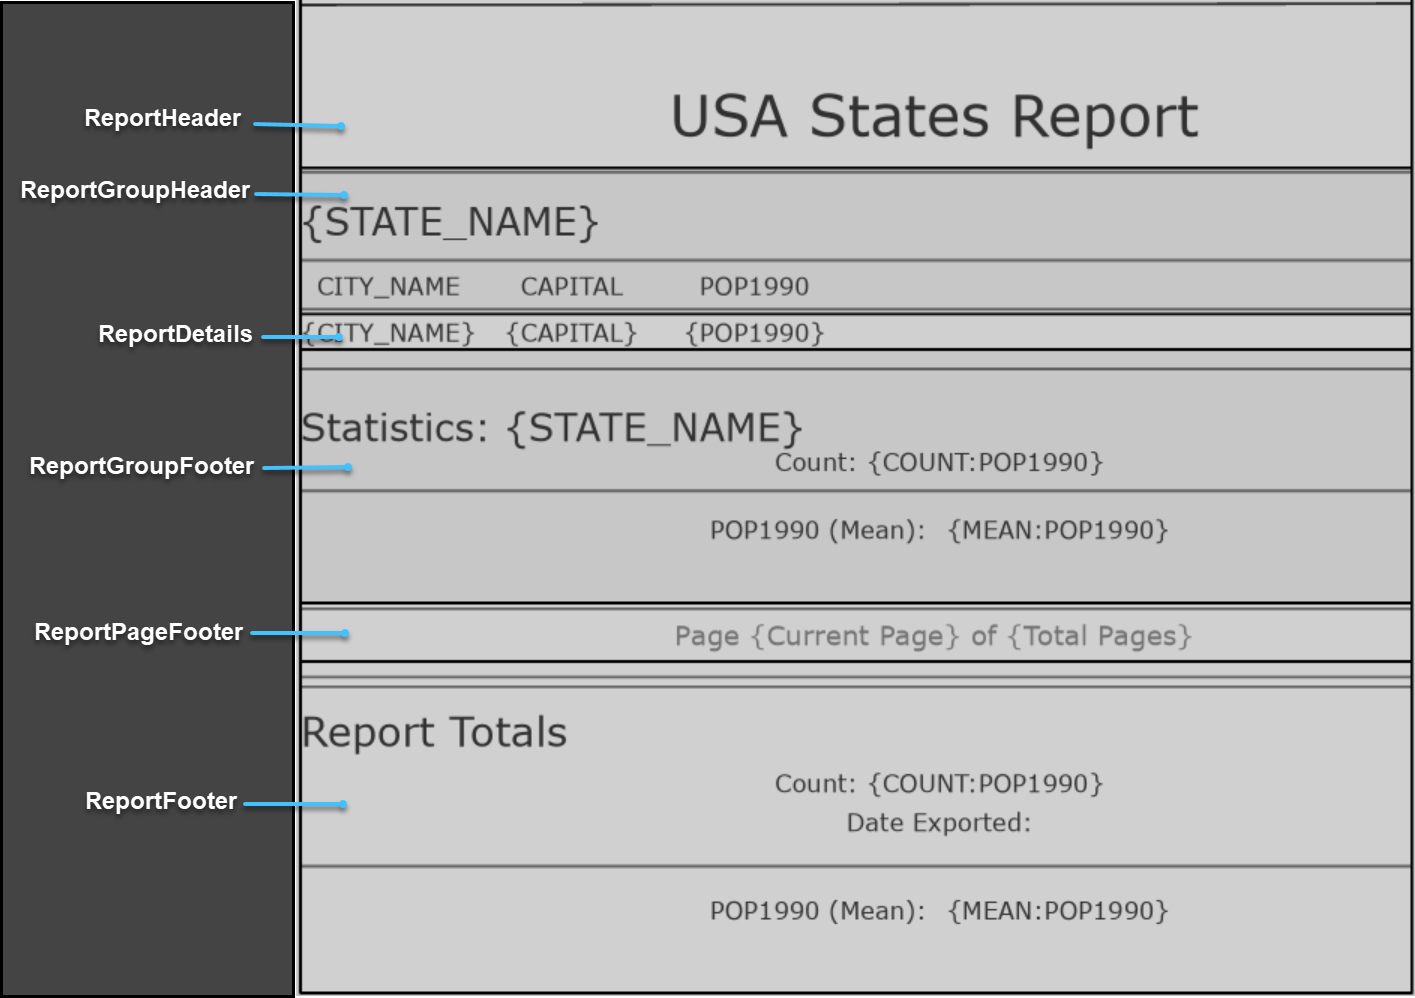 ReportHeader
USA States Report
ReportGroupHeader
{STATE_NAME}
CITY_NAME CAPITAL POP1990
ReportDetails
{CITY_NAME} {CAPITAL} {POP1990}
Statistics: {STATE_NAME}
ReportGroupFooter
Count: {COUNT:POP1990}
POP1990 (Mean): {MEAN:POP1990}
ReportPageFooter
Page {Current Page} of {Total Pages}
Report Totals
Count: {COUNT:POP1990}
ReportFooter
Date Exported:
POP1990 (Mean): {MEAN:POP1990}